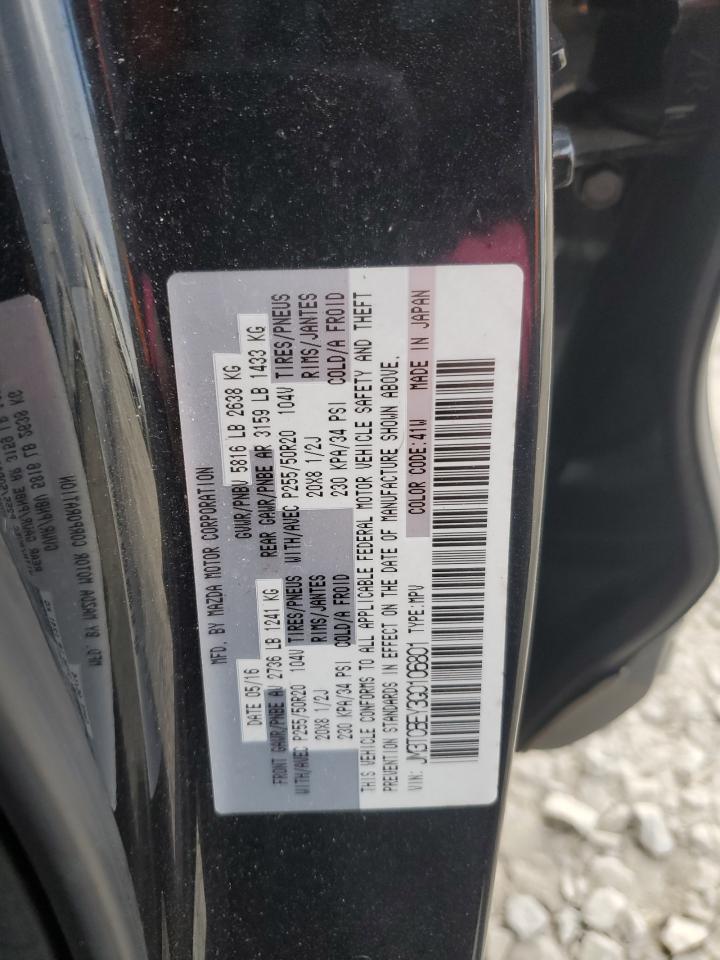 MFD. BY MAZDA MOTOR CORPORATION
DATE 05/16 GVWR/PNBV 5816 LB 2638 KG
FRONT GAWR/PNBE AV 2736 LB 1241 KG REAR GAWR/PNBE AR 3159 LB 1433 KG
WITH/AVEC P255/50R20 104V TIRES/PNEUS WITH/AVEC P255/50R20 104V TIRES/PNEUS
20X8 1/2J RIMS/JANTES 20X8 1/2J RIMS/JANTES
230 KPA/34 PSI COLD/A FROID 230 KPA/34 PSI COLD/A FROID
THIS VEHICLE CONFORMS TO ALL APPLICABLE FEDERAL MOTOR VEHICLE SAFETY AND THEFT
PREVENTION STANDARDS IN EFFECT ON THE DATE OF MANUFACTURE SHOWN ABOVE.
VIN: JM3TCBEY3G0106801 TYPE:MPV COLOR CODE:41W MADE IN JAPAN